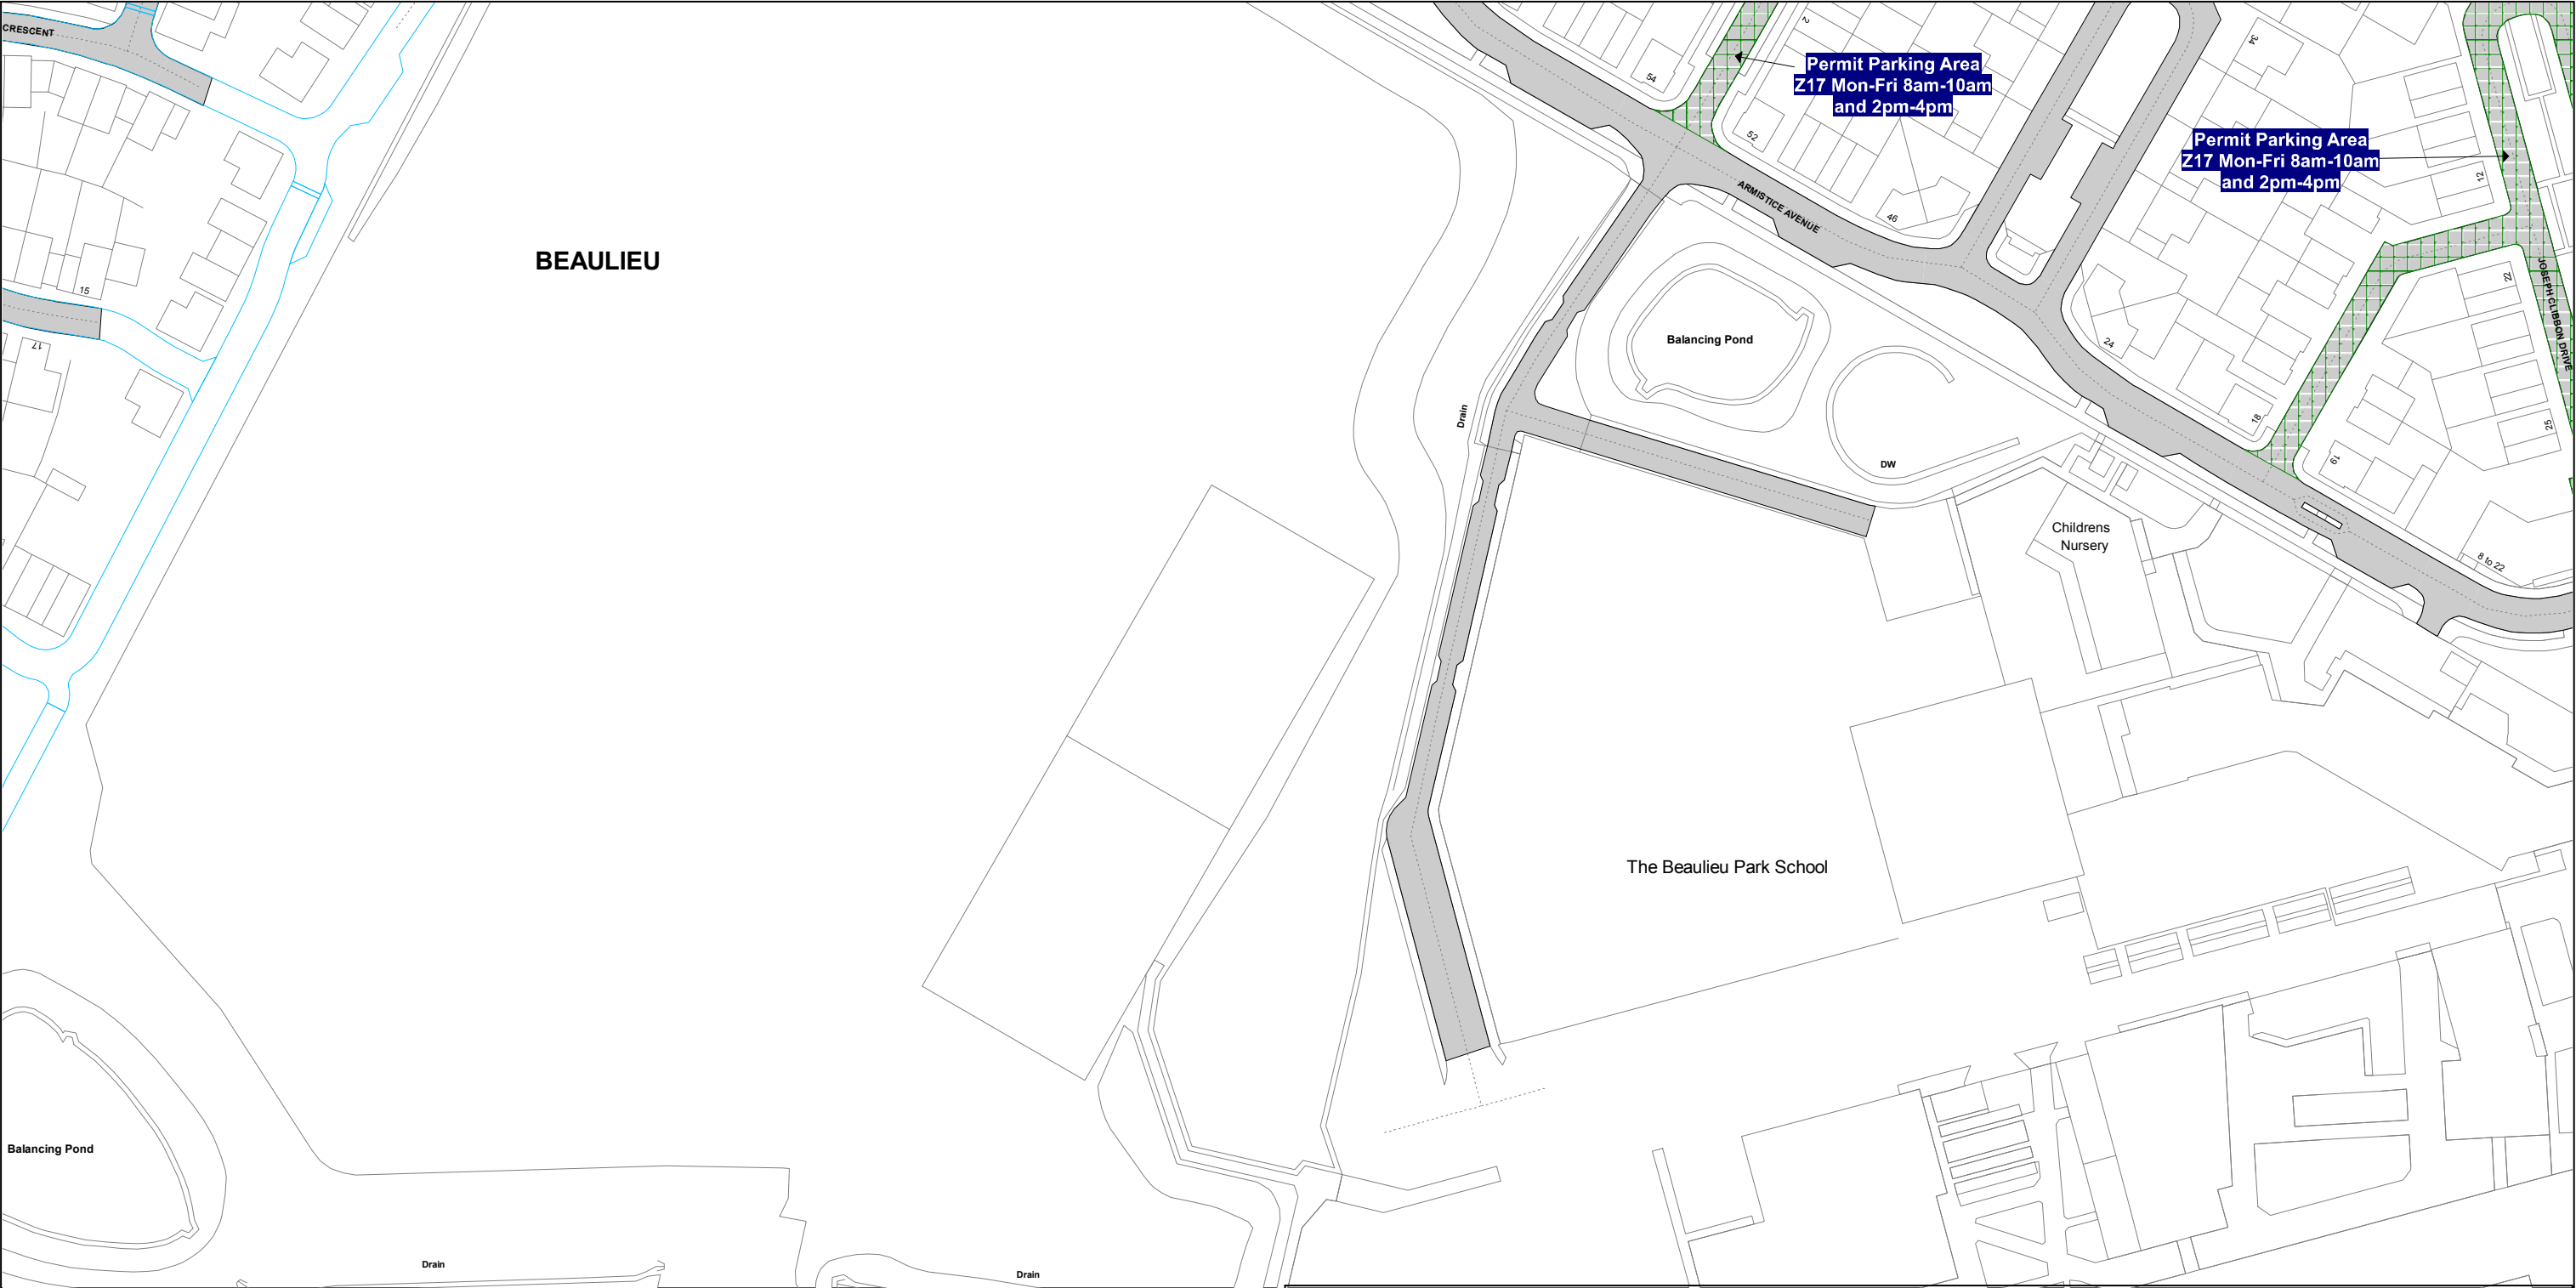 CRESCENT
2
34
54
Permit Parking Area
Z17 Mon-Fri 8am-10am
and 2pm-4pm
52
Permit Parking Area
Z17 Mon-Fri 8am-10am
and 2pm-4pm
12
ARMISTICE AVENUE
46
BEAULIEU
15
22
JOSEPH CLIBBON DRIVE
17
Balancing Pond
24
Drain
18
25
19
DW
Childrens
Nursery
8 to 22
The Beaulieu Park School
Balancing Pond
Drain
Drain